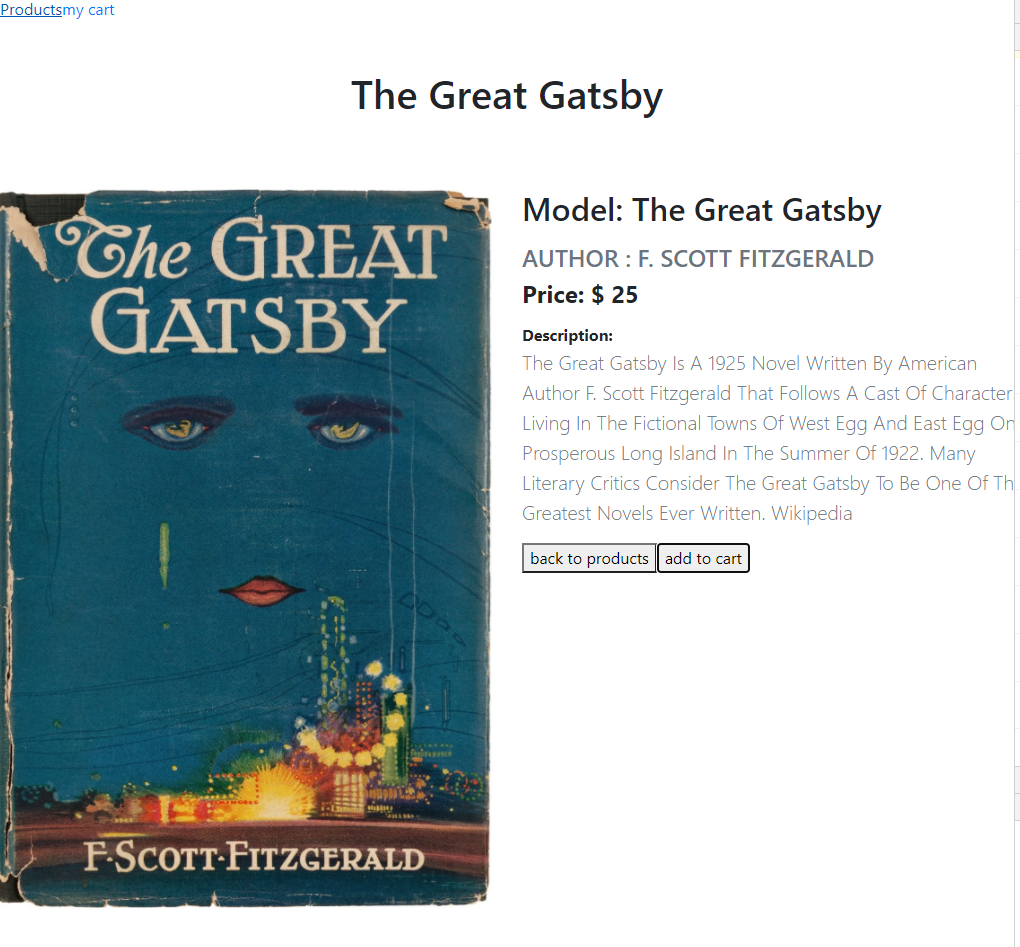 Productsmy cart
The Great Gatsby
The GREAT
GATSBY
F·SCOTT·FITZGERALD
Model: The Great Gatsby
AUTHOR : F. SCOTT FITZGERALD
Price: $ 25
Description:
The Great Gatsby Is A 1925 Novel Written By American
Author F. Scott Fitzgerald That Follows A Cast Of Character
Living In The Fictional Towns Of West Egg And East Egg On
Prosperous Long Island In The Summer Of 1922. Many
Literary Critics Consider The Great Gatsby To Be One Of Th
Greatest Novels Ever Written. Wikipedia
back to products add to cart